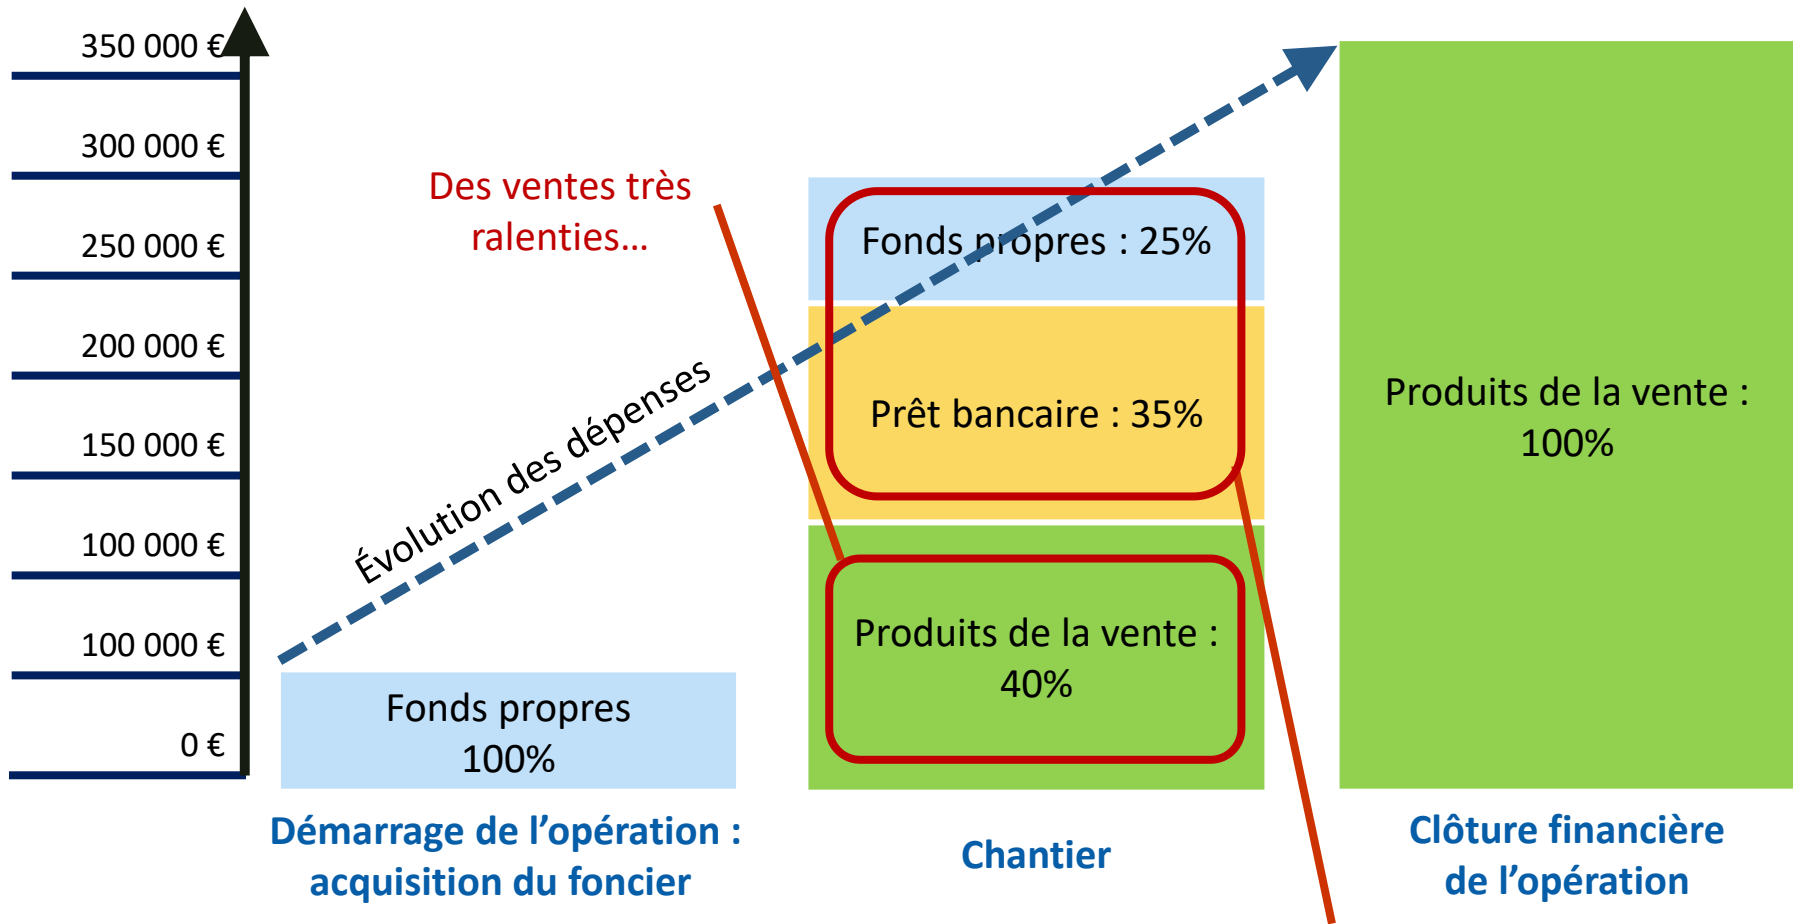 350 000 €
300 000 €
250 000 €
200 000 €
150 000 €
100 000 €
100 000 €
0 €
Des ventes très
ralenties…
Évolution des dépenses
Fonds propres
100%
Fonds propres : 25%
Prêt bancaire : 35%
Produits de la vente :
40%
Produits de la vente :
100%
Démarrage de l’opération :
acquisition du foncier
Chantier
Clôture financière
de l’opération